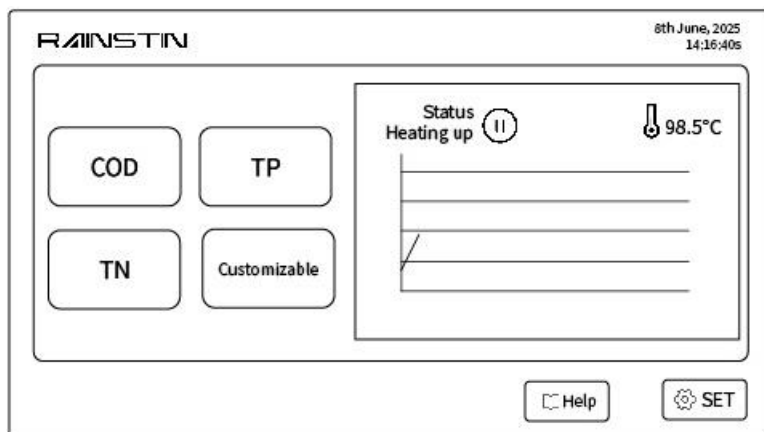 RAINSTIN
8th June, 2025
14:16:40s
Status
Heating up
98.5°C
COD
TP
TN
Customizable
Help
SET